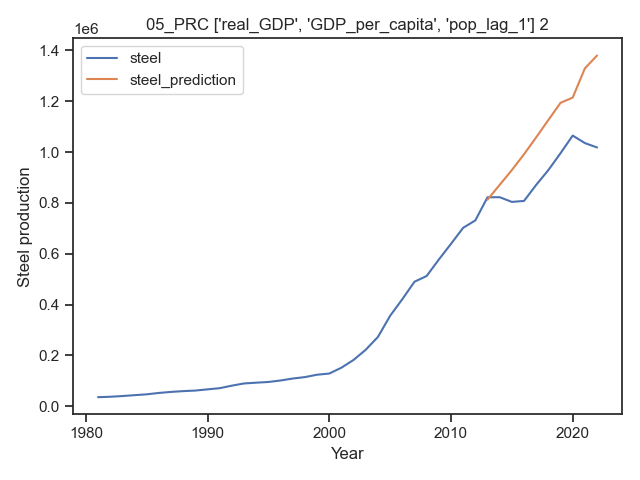 05_PRC ['real_GDP', 'GDP_per_capita', 'pop_lag_1'] 2
1e6
steel
steel_prediction
1.4
1.2
1.0
0.8
0.6
0.4
0.2
0.0
Steel production
1980
1990
2000
2010
2020
Year